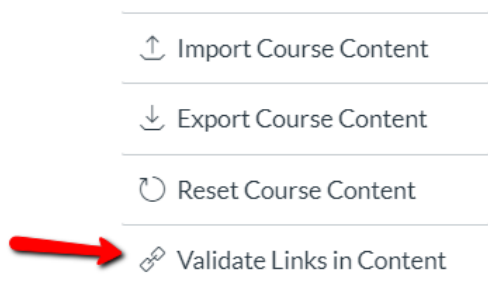 Import Course Content
Export Course Content
Reset Course Content
Validate Links in Content